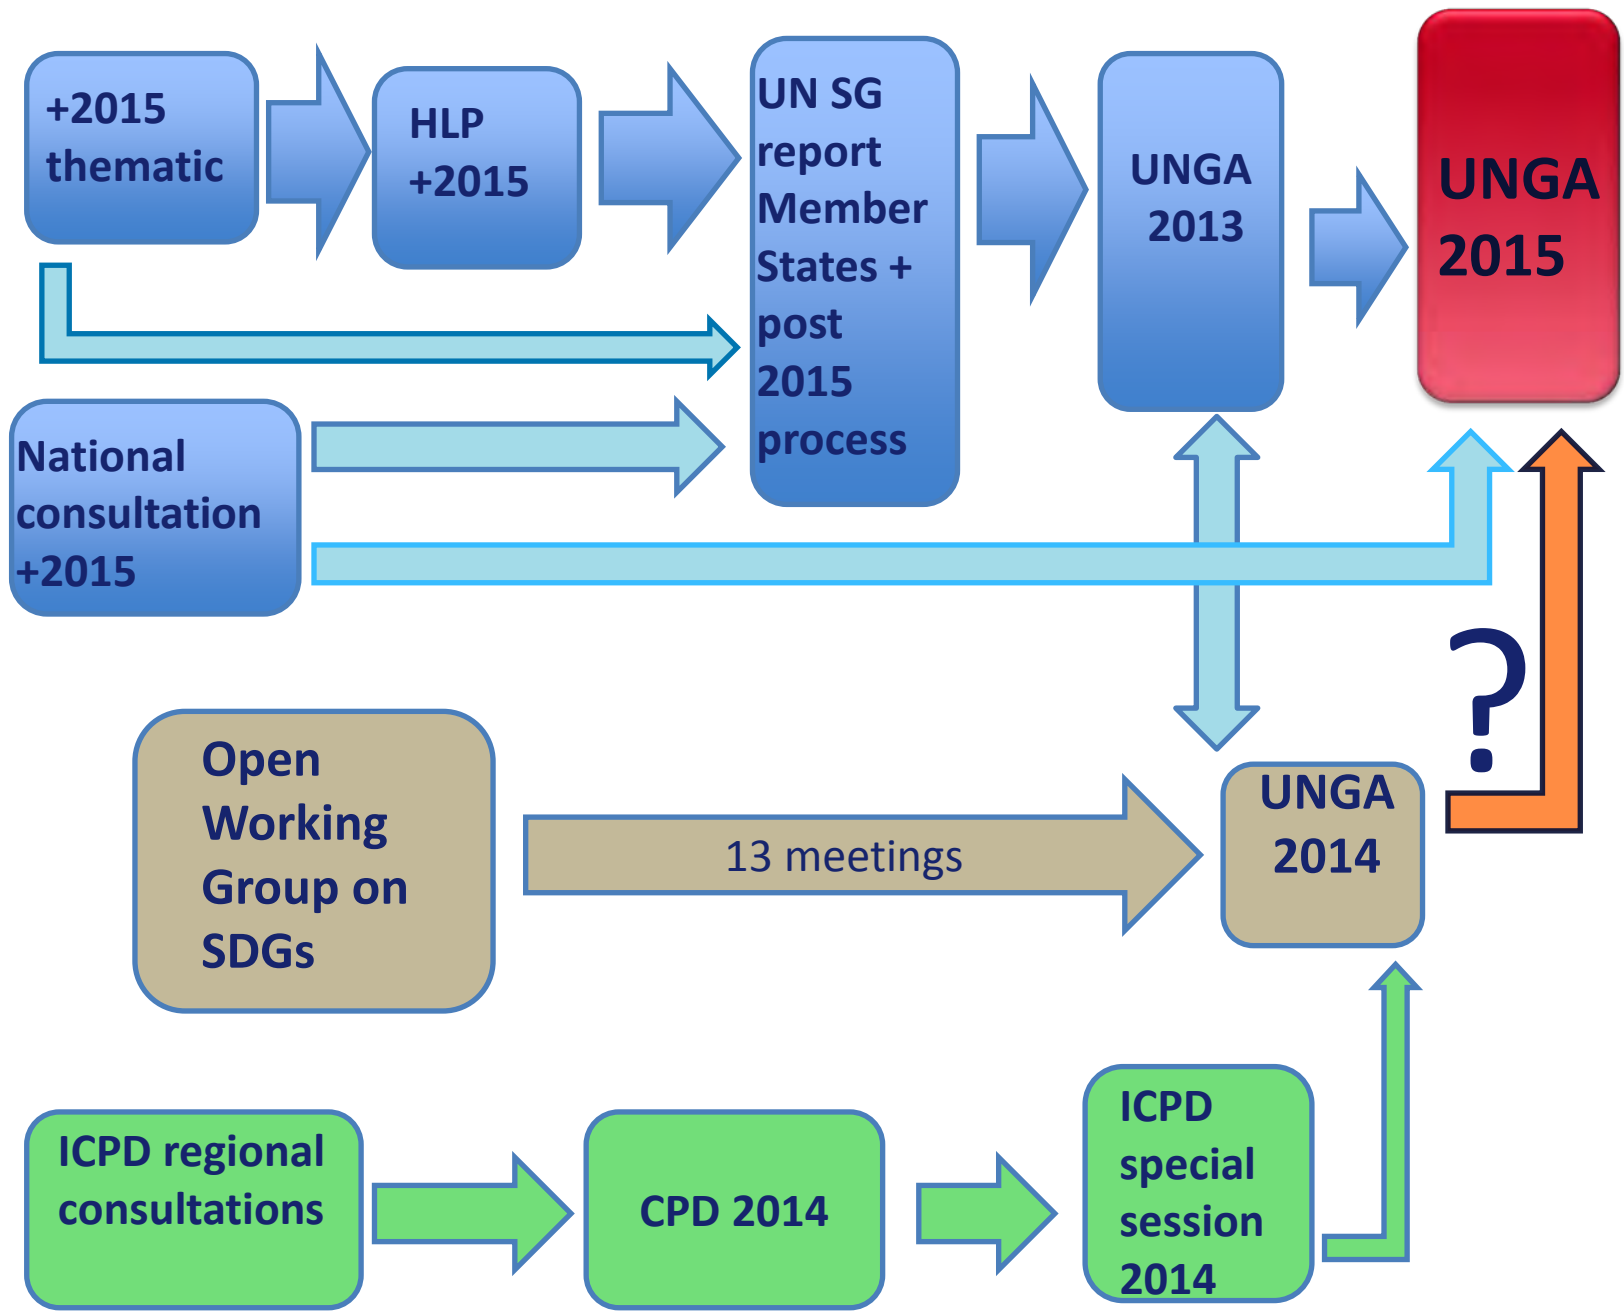 +2015
thematic
HLP
+2015
UN SG
report
Member
States +
post
2015
process
UNGA
2013
UNGA
2015
National
consultation
+2015
?
Open
Working
Group on
SDGs
13 meetings
UNGA
2014
ICPD regional
consultations
CPD 2014
ICPD
special
session
2014